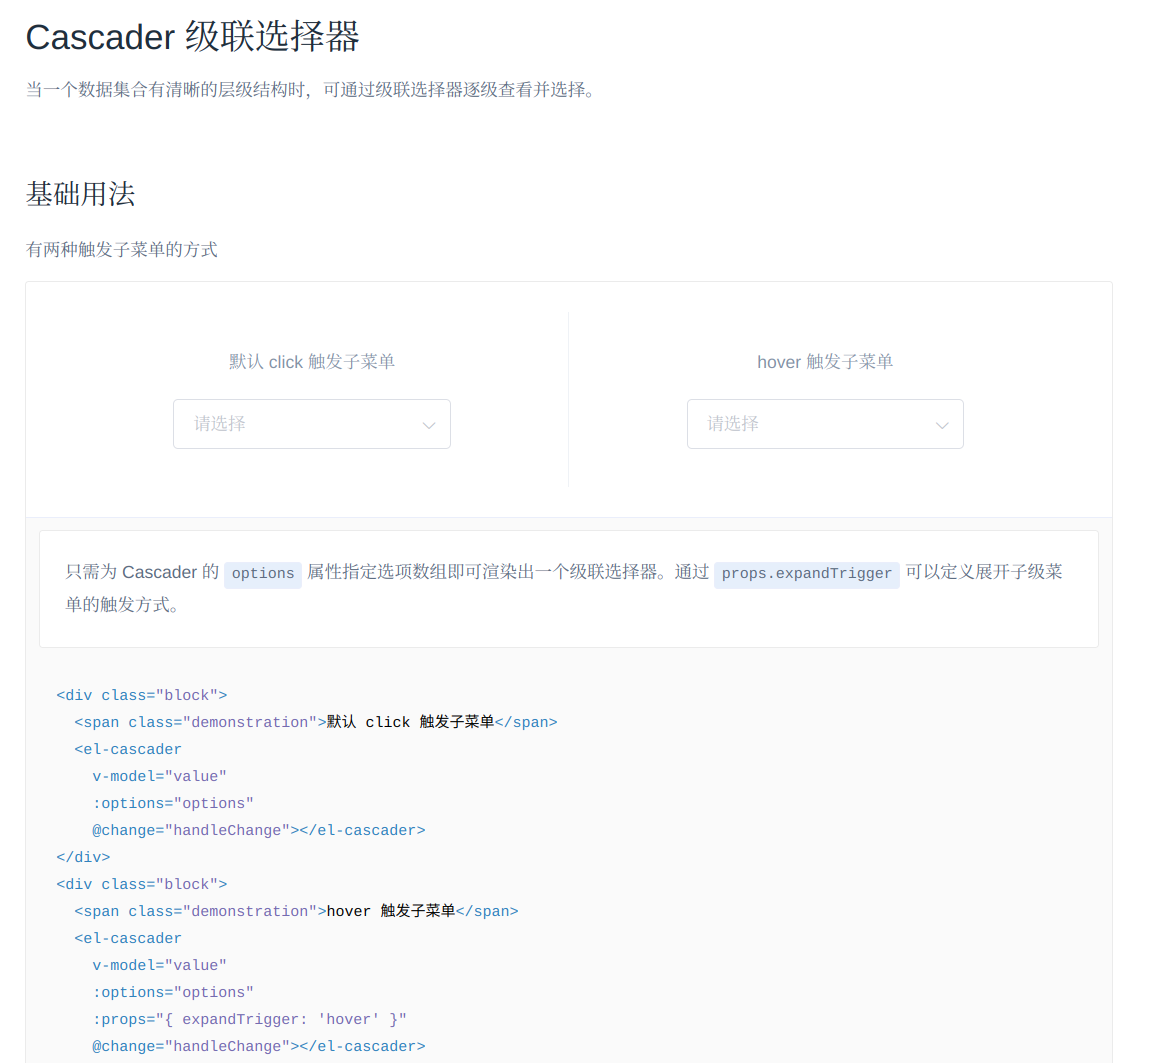 Cascader 级联选择器
当一个数据集合有清晰的层级结构时，可通过级联选择器逐级查看并选择。
基础用法
有两种触发子菜单的方式
默认 click 触发子菜单
请选择
hover 触发子菜单
请选择
只需为 Cascader 的 options 属性指定选项数组即可渲染出一个级联选择器。通过 props.expandTrigger 可以定义展开子级菜
单的触发方式。
<div class="block">
  <span class="demonstration">默认 click 触发子菜单</span>
  <el-cascader
    v-model="value"
    :options="options"
    @change="handleChange"></el-cascader>
</div>
<div class="block">
  <span class="demonstration">hover 触发子菜单</span>
  <el-cascader
    v-model="value"
    :options="options"
    :props="{ expandTrigger: 'hover' }"
    @change="handleChange"></el-cascader>